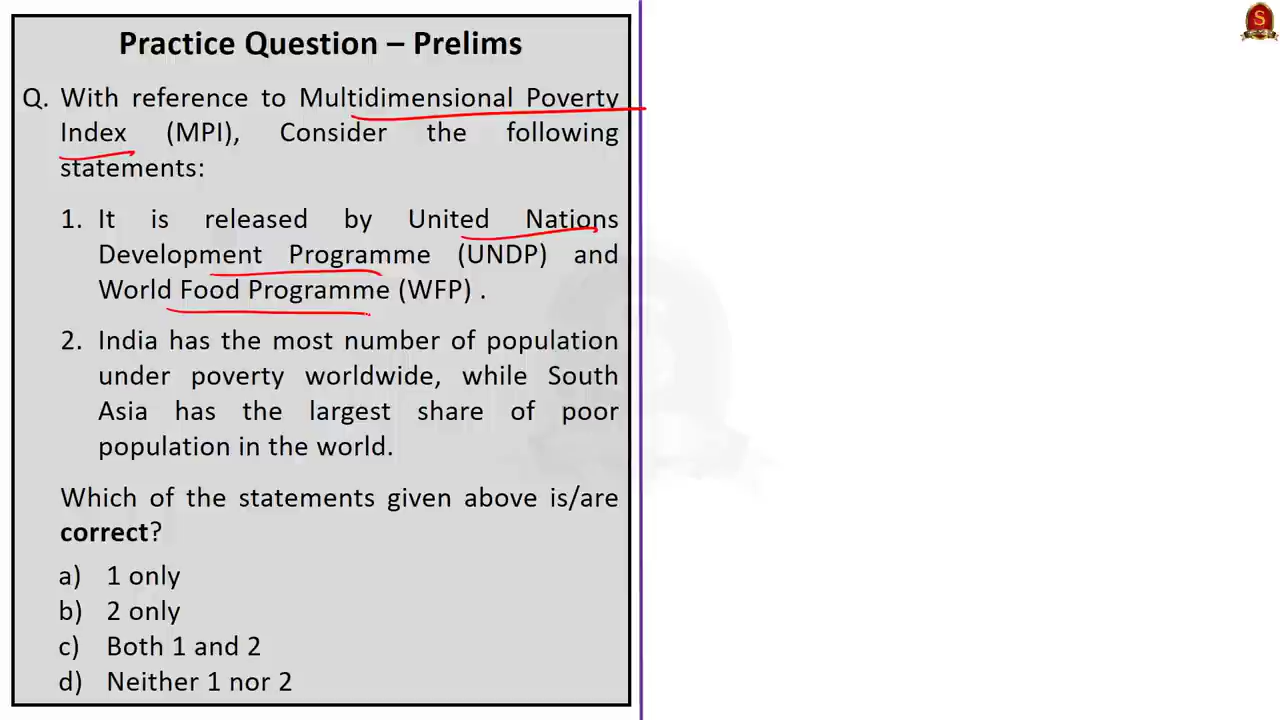 Practice Question – Prelims
Q. With reference to Multidimensional Poverty
Index (MPI), Consider the following
statements:
1. It is released by United Nations
Development Programme (UNDP) and
World Food Programme (WFP) .
2. India has the most number of population
under poverty worldwide, while South
Asia has the largest share of poor
population in the world.
Which of the statements given above is/are
correct?
a) 1 only
b) 2 only
c) Both 1 and 2
d) Neither 1 nor 2
S